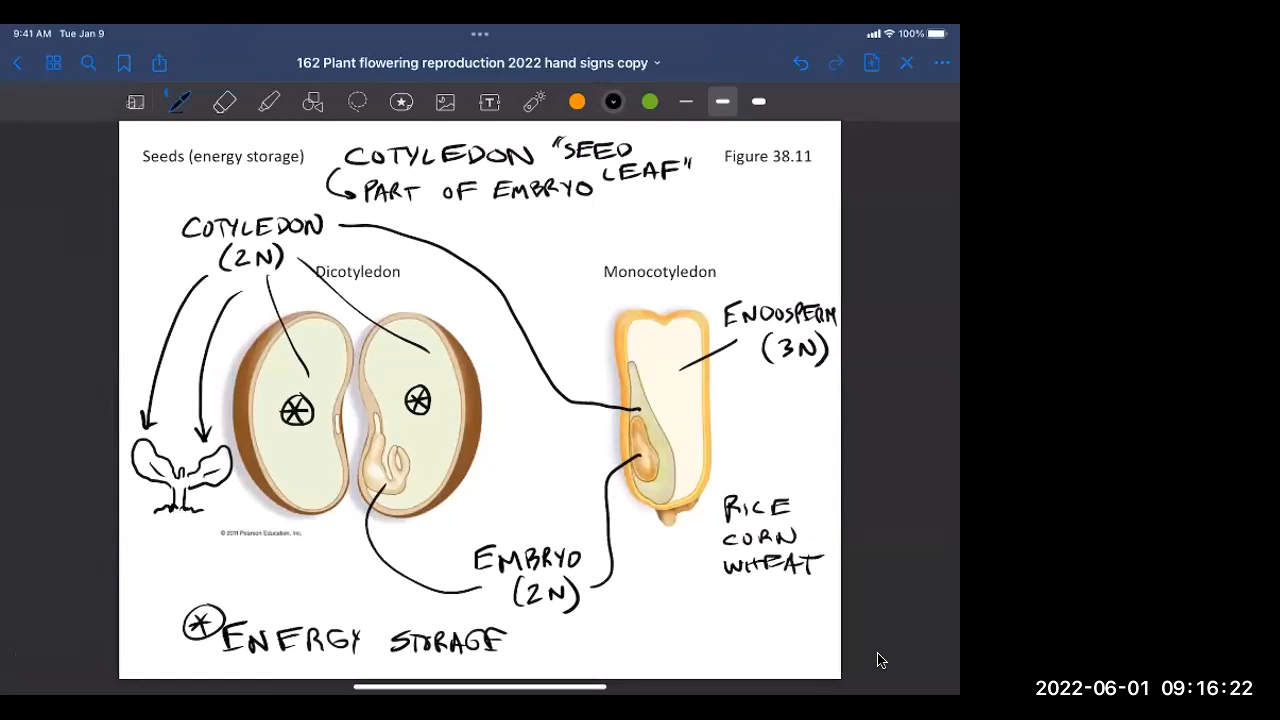 9:41 AM Tue Jan 9
100%
162 Plant flowering reproduction 2022 hand signs copy
Seeds (energy storage)
COTYLEDON "SEED
LEAF"
PART OF EMBRYO
Figure 38.11
COTYLEDON
(2N)
Dicotyledon
Monocotyledon
ENDOSPERM
(3N)
RICE
CORN
WHEAT
© 2011 Pearson Education, Inc.
EMBRYO
(2N)
ENERGY STORAGE
2022-06-01 09:16:22